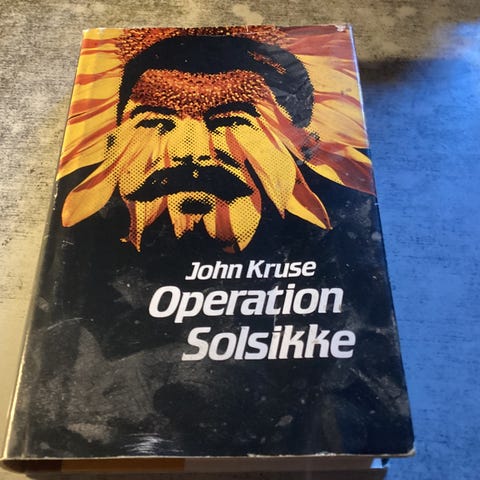 John Kruse
Operation
Solsikke